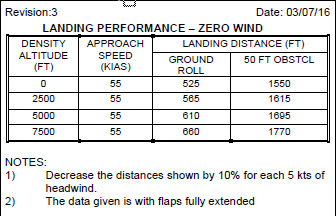 Revision:3 Date: 03/07/16
LANDING PERFORMANCE – ZERO WIND
DENSITY ALTITUDE (FT) APPROACH SPEED (KIAS) LANDING DISTANCE (FT)
GROUND ROLL 50 FT OBSTCL
0 55 525 1550
2500 55 565 1615
5000 55 610 1695
7500 55 660 1770
NOTES:
1) Decrease the distances shown by 10% for each 5 kts of
headwind.
2) The data given is with flaps fully extended